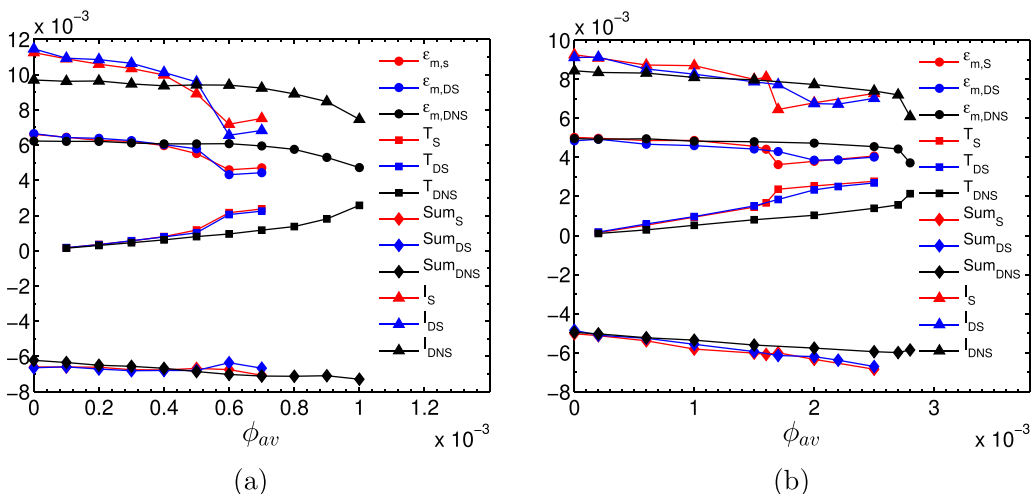 x 10⁻³
12
10
8
6
4
2
0
−2
−4
−6
−8
0 0.2 0.4 0.6 0.8 1 1.2
x 10⁻³
ϕ_av
ε_m,s
ε_m,DS
ε_m,DNS
T_S
T_DS
T_DNS
Sum_S
Sum_DS
Sum_DNS
I_S
I_DS
I_DNS
(a)
x 10⁻³
10
8
6
4
2
0
−2
−4
−6
−8
0 1 2 3
x 10⁻³
ϕ_av
ε_m,S
ε_m,DS
ε_m,DNS
T_S
T_DS
T_DNS
Sum_S
Sum_DS
Sum_DNS
I_S
I_DS
I_DNS
(b)